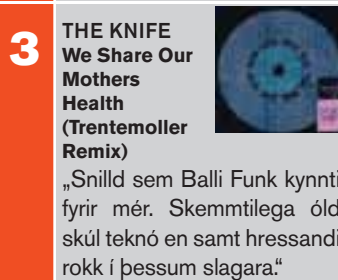 3
THE KNIFE
We Share Our
Mothers
Health
(Trentemoller
Remix)
„Snilld sem Balli Funk kynnti
fyrir mér. Skemmtilega óld
skúl teknó en samt hressandi
rokk í þessum slagara.“